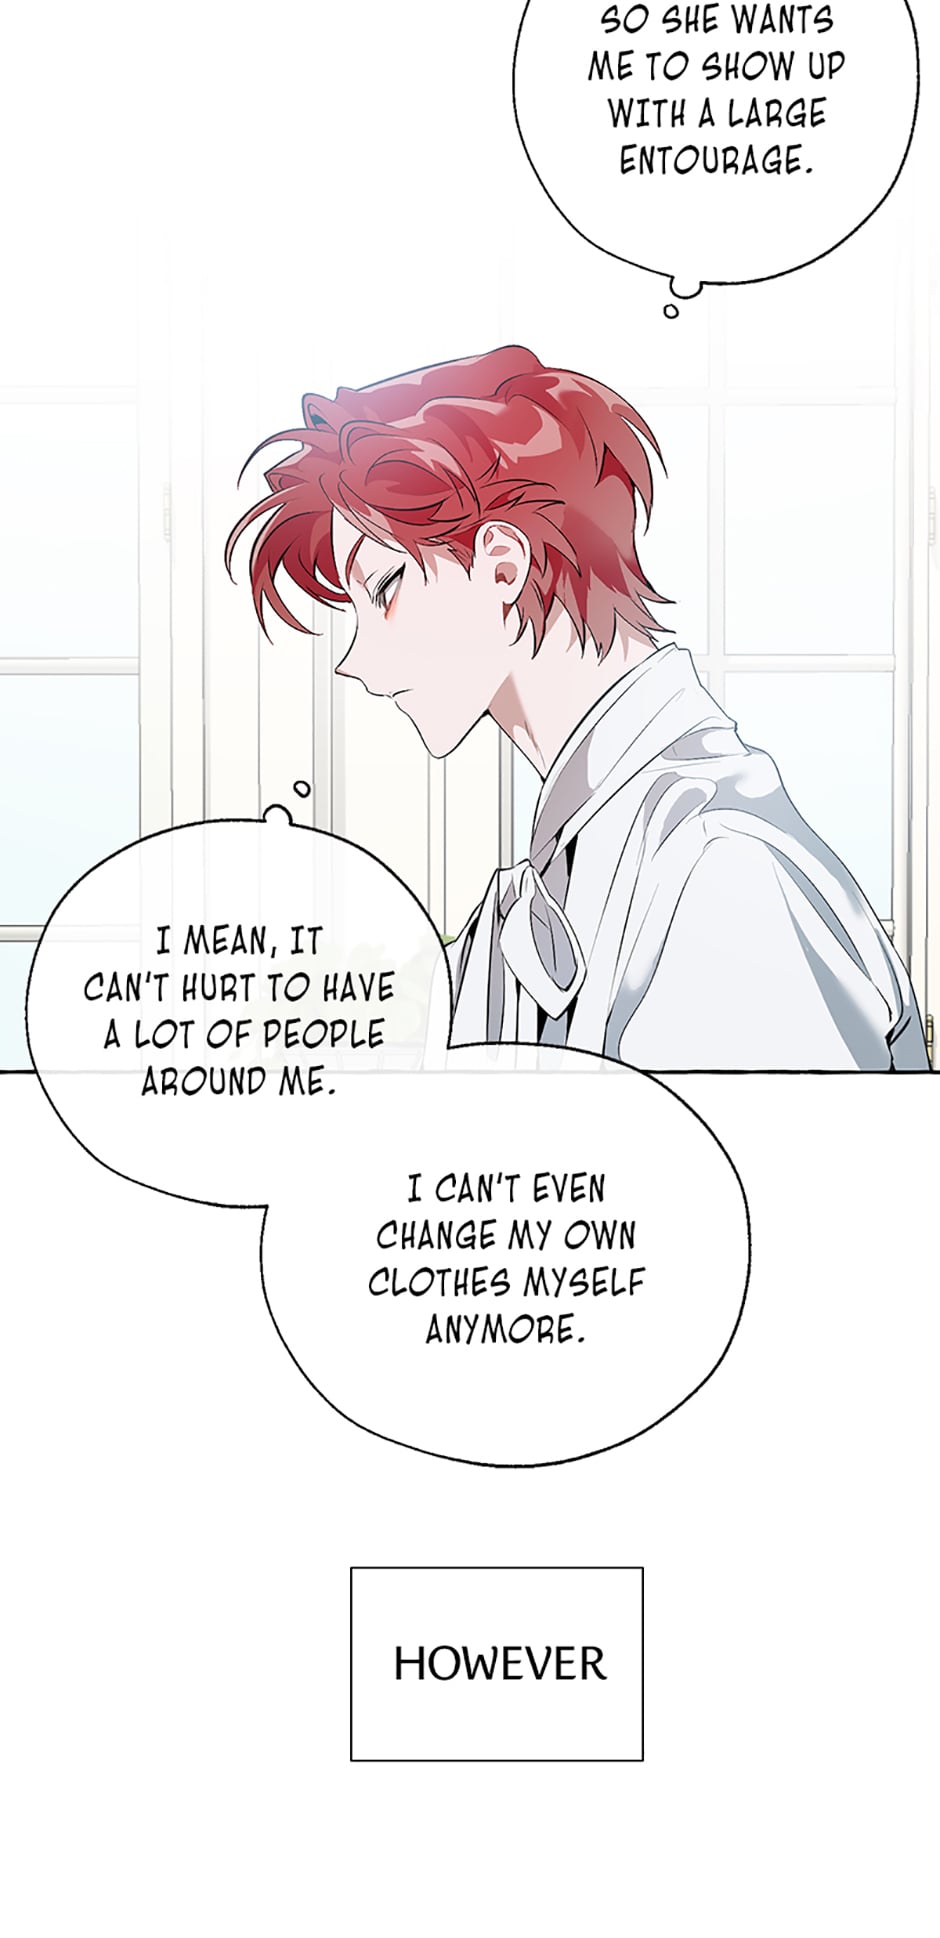 SO SHE WANTS
ME TO SHOW UP
WITH A LARGE
ENTOURAGE.
I MEAN, IT
CAN'T HURT TO HAVE
A LOT OF PEOPLE
AROUND ME.
I CAN'T EVEN
CHANGE MY OWN
CLOTHES MYSELF
ANYMORE.
HOWEVER